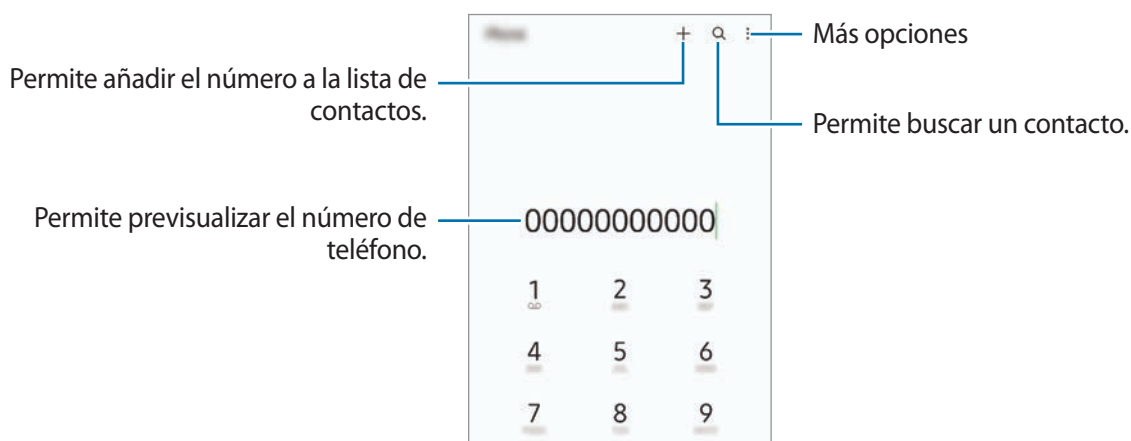 Más opciones
Permite añadir el número a la lista de
contactos.
Permite buscar un contacto.
Permite previsualizar el número de
teléfono.
00000000000
1 2 3
4 5 6
7 8 9